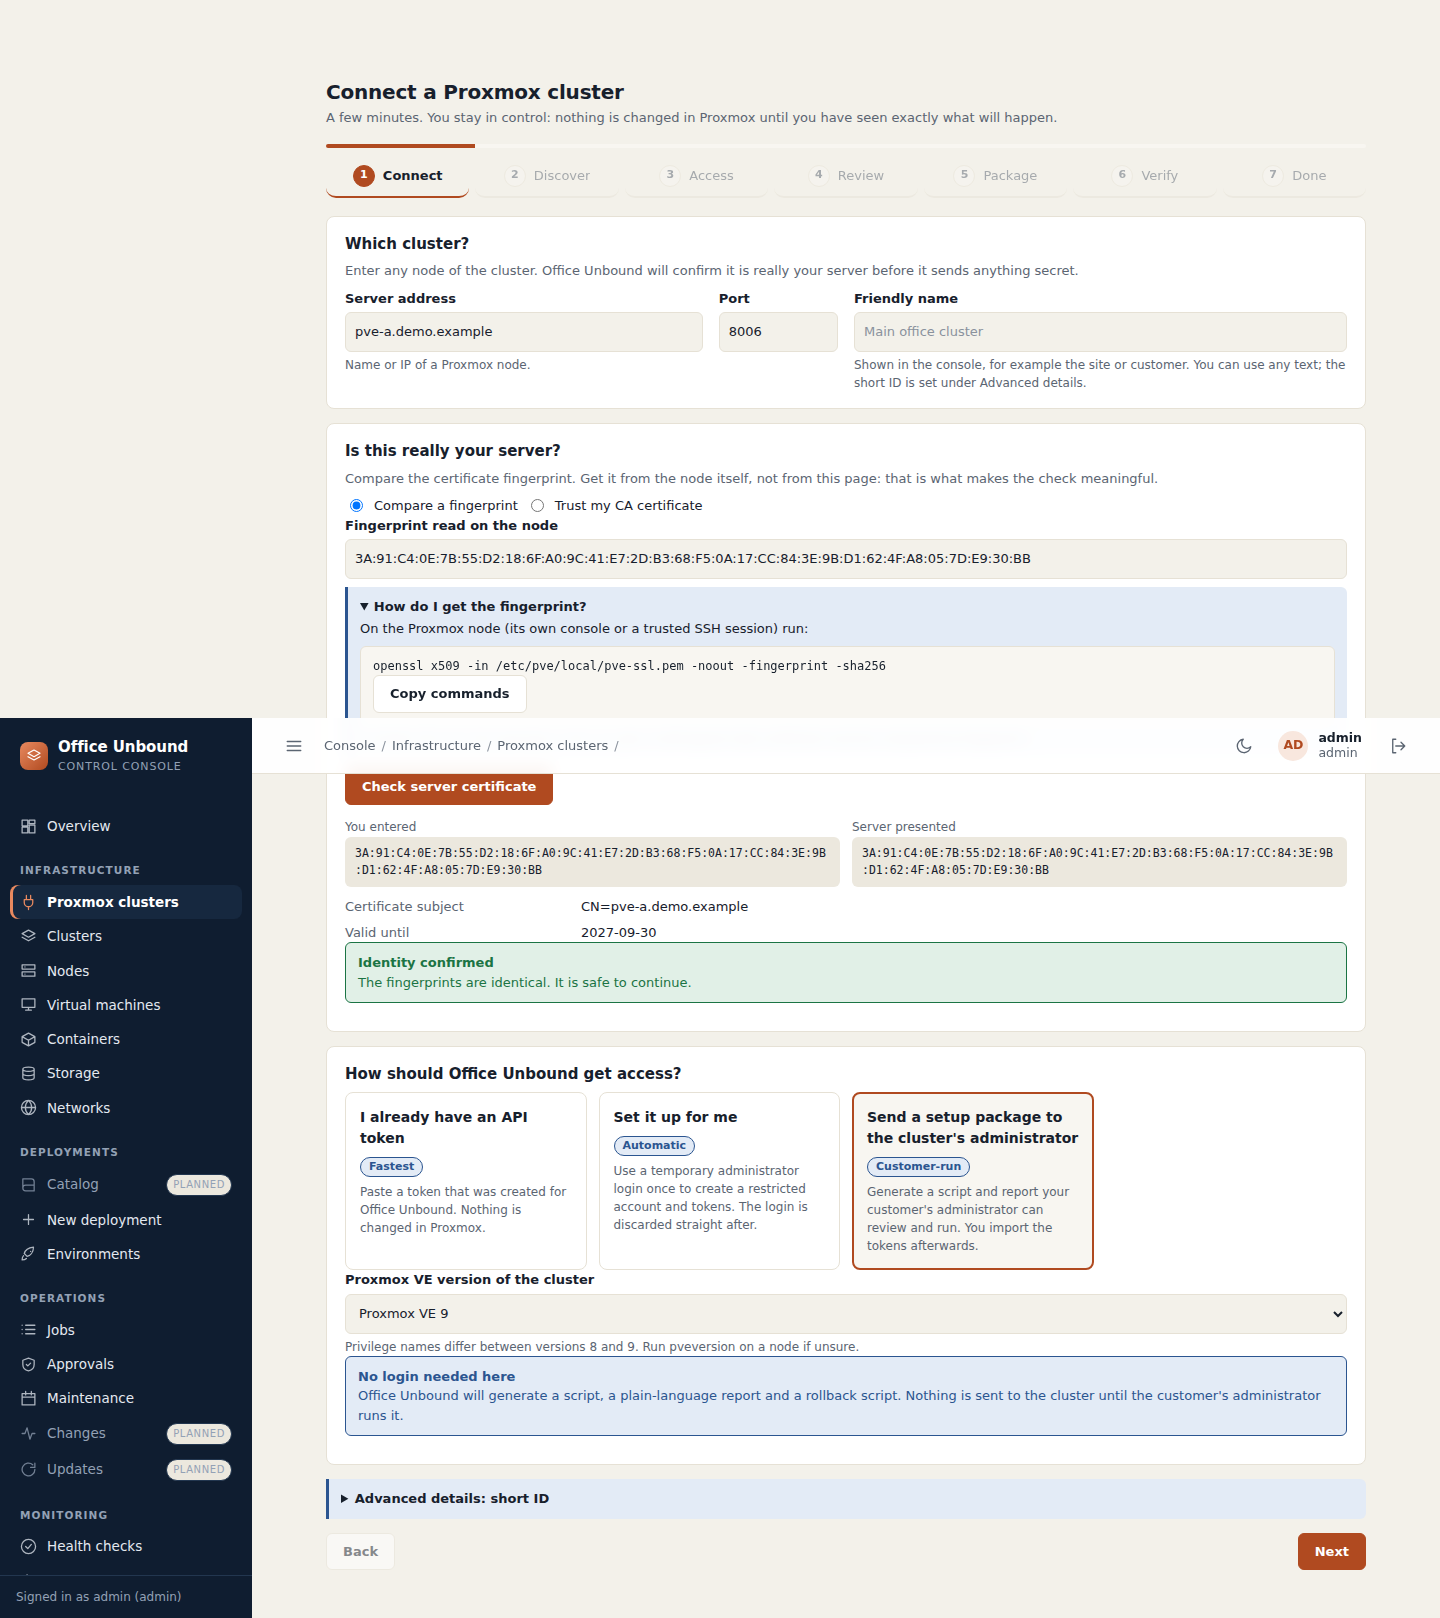 Connect a Proxmox cluster
A few minutes. You stay in control: nothing is changed in Proxmox until you have seen exactly what will happen.
1 Connect
2 Discover
3 Access
4 Review
5 Package
6 Verify
7 Done
Which cluster?
Enter any node of the cluster. Office Unbound will confirm it is really your server before it sends anything secret.
Server address
Port
Friendly name
pve-a.demo.example
8006
Main office cluster
Name or IP of a Proxmox node.
Shown in the console, for example the site or customer. You can use any text; the
short ID is set under Advanced details.
Is this really your server?
Compare the certificate fingerprint. Get it from the node itself, not from this page: that is what makes the check meaningful.
Compare a fingerprint
Trust my CA certificate
Fingerprint read on the node
3A:91:C4:0E:7B:55:D2:18:6F:A0:9C:41:E7:2D:B3:68:F5:0A:17:CC:84:3E:9B:D1:62:4F:A8:05:7D:E9:30:BB
▼ How do I get the fingerprint?
On the Proxmox node (its own console or a trusted SSH session) run:
openssl x509 -in /etc/pve/local/pve-ssl.pem -noout -fingerprint -sha256
Copy commands
Office Unbound
CONTROL CONSOLE
Console / Infrastructure / Proxmox clusters /
AD
admin
admin
Overview
INFRASTRUCTURE
Proxmox clusters
Clusters
Nodes
Virtual machines
Containers
Storage
Networks
DEPLOYMENTS
Catalog
PLANNED
New deployment
Environments
OPERATIONS
Jobs
Approvals
Maintenance
Changes
PLANNED
Updates
PLANNED
MONITORING
Health checks
Signed in as admin (admin)
Check server certificate
You entered
Server presented
3A:91:C4:0E:7B:55:D2:18:6F:A0:9C:41:E7:2D:B3:68:F5:0A:17:CC:84:3E:9B
:D1:62:4F:A8:05:7D:E9:30:BB
3A:91:C4:0E:7B:55:D2:18:6F:A0:9C:41:E7:2D:B3:68:F5:0A:17:CC:84:3E:9B
:D1:62:4F:A8:05:7D:E9:30:BB
Certificate subject
CN=pve-a.demo.example
Valid until
2027-09-30
Identity confirmed
The fingerprints are identical. It is safe to continue.
How should Office Unbound get access?
I already have an API
token
Fastest
Paste a token that was created for
Office Unbound. Nothing is
changed in Proxmox.
Set it up for me
Automatic
Use a temporary administrator
login once to create a restricted
account and tokens. The login is
discarded straight after.
Send a setup package to
the cluster's administrator
Customer-run
Generate a script and report your
customer's administrator can
review and run. You import the
tokens afterwards.
Proxmox VE version of the cluster
Proxmox VE 9
Privilege names differ between versions 8 and 9. Run pveversion on a node if unsure.
No login needed here
Office Unbound will generate a script, a plain-language report and a rollback script. Nothing is sent to the cluster until the customer's administrator
runs it.
▶ Advanced details: short ID
Back
Next